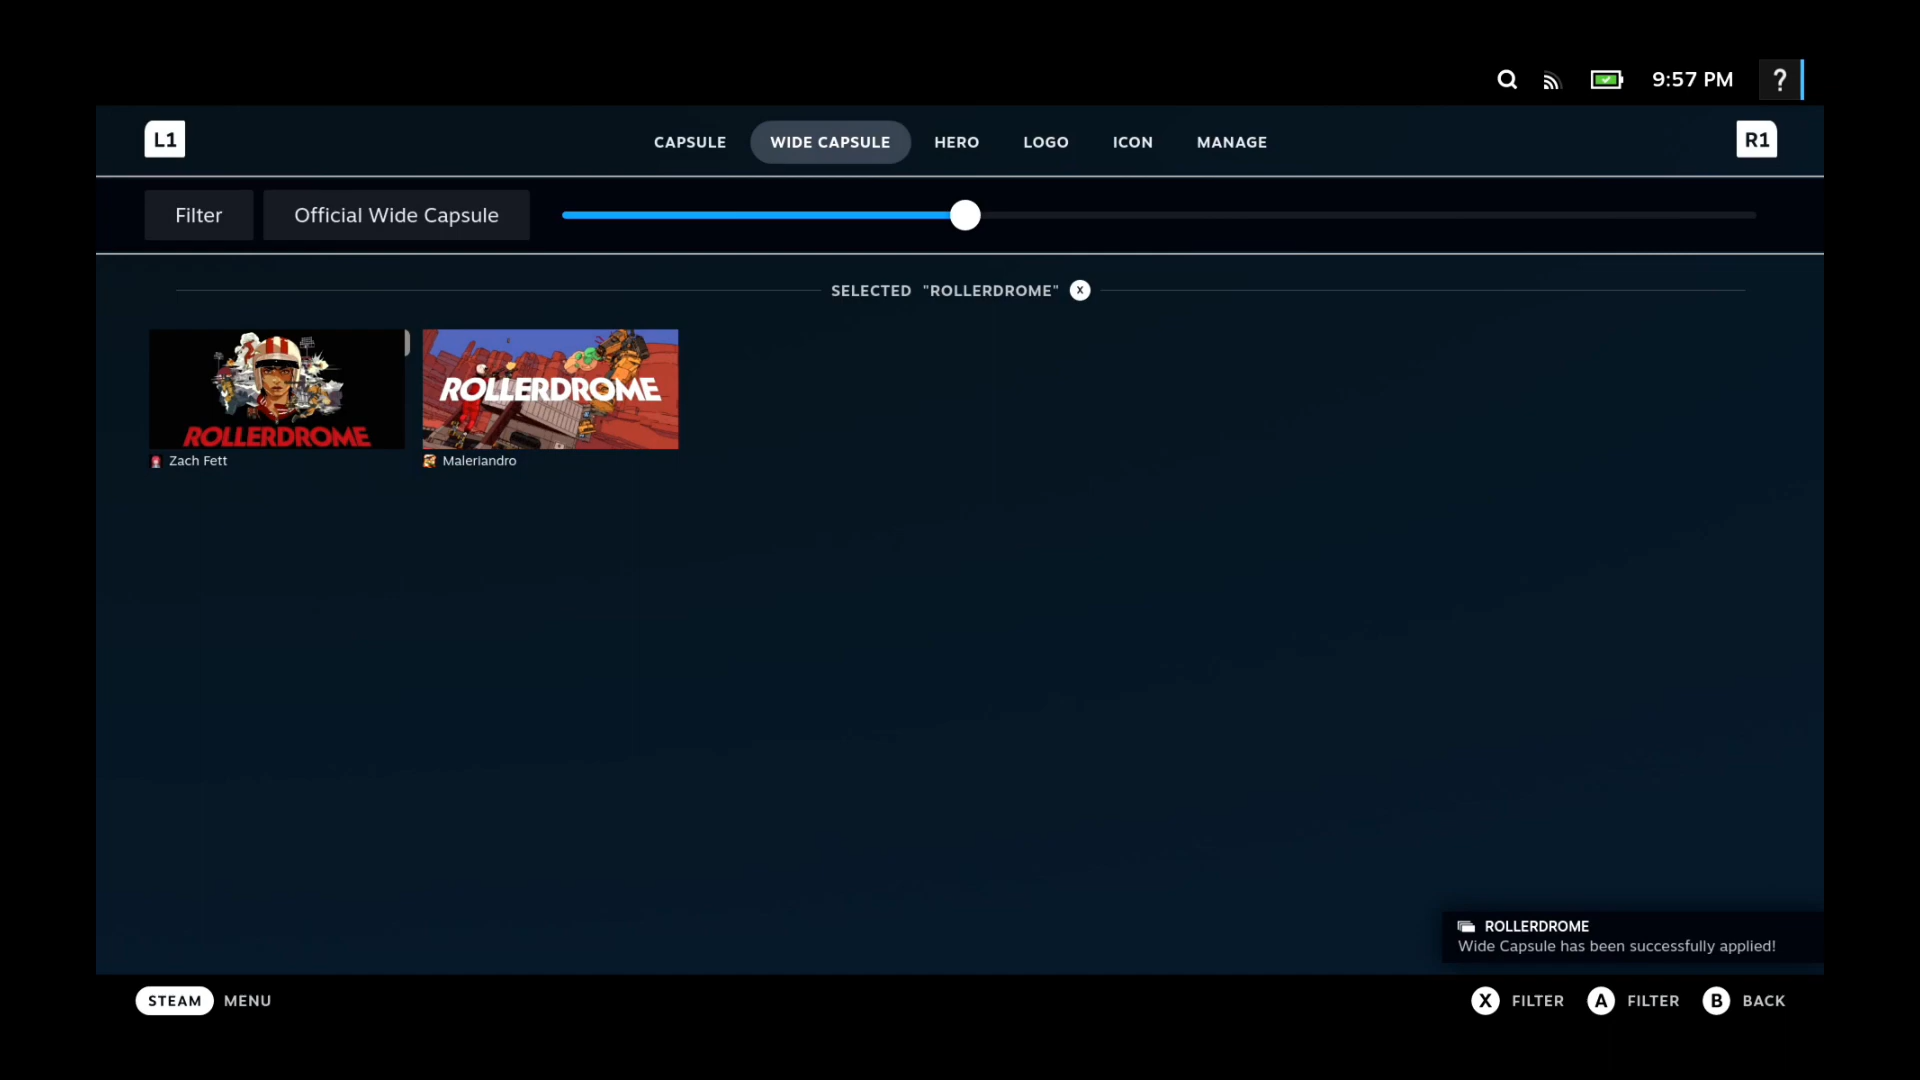 9:57 PM
?
L1
CAPSULE
WIDE CAPSULE
HERO
LOGO
ICON
MANAGE
R1
Filter
Official Wide Capsule
SELECTED "ROLLERDROME" X
ROLLERDROME
ROLLERDROME
Zach Fett
Maleriandro
ROLLERDROME
Wide Capsule has been successfully applied!
STEAM MENU
X FILTER
A FILTER
B BACK